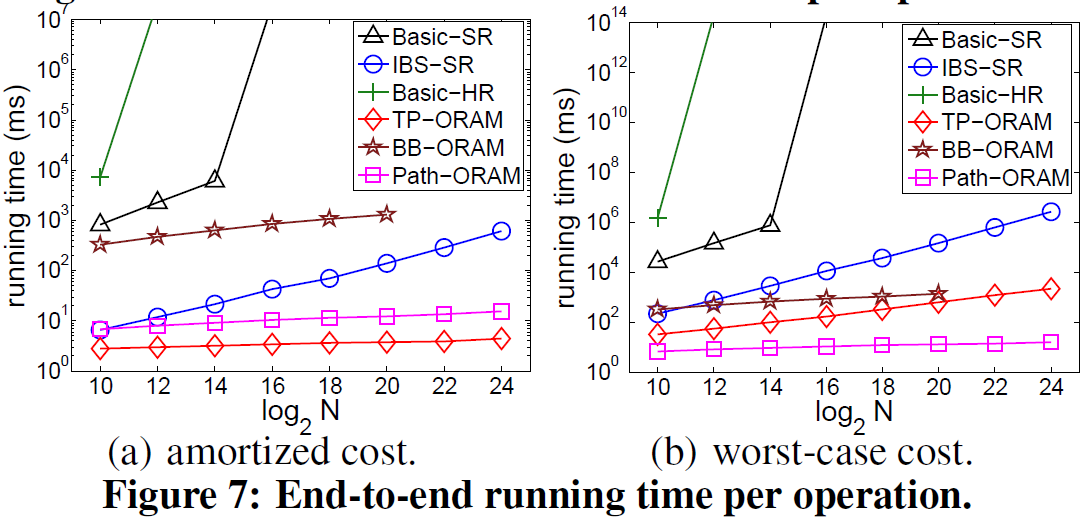 10^7
10^6
10^5
10^4
10^3
10^2
10^1
10^0
running time (ms)
Basic−SR
IBS−SR
Basic−HR
TP−ORAM
BB−ORAM
Path−ORAM
10 12 14 16 18 20 22 24
log_2 N
(a) amortized cost.
10^14
10^12
10^10
10^8
10^6
10^4
10^2
10^0
running time (ms)
Basic−SR
IBS−SR
Basic−HR
TP−ORAM
BB−ORAM
Path−ORAM
10 12 14 16 18 20 22 24
log_2 N
(b) worst-case cost.
Figure 7: End-to-end running time per operation.